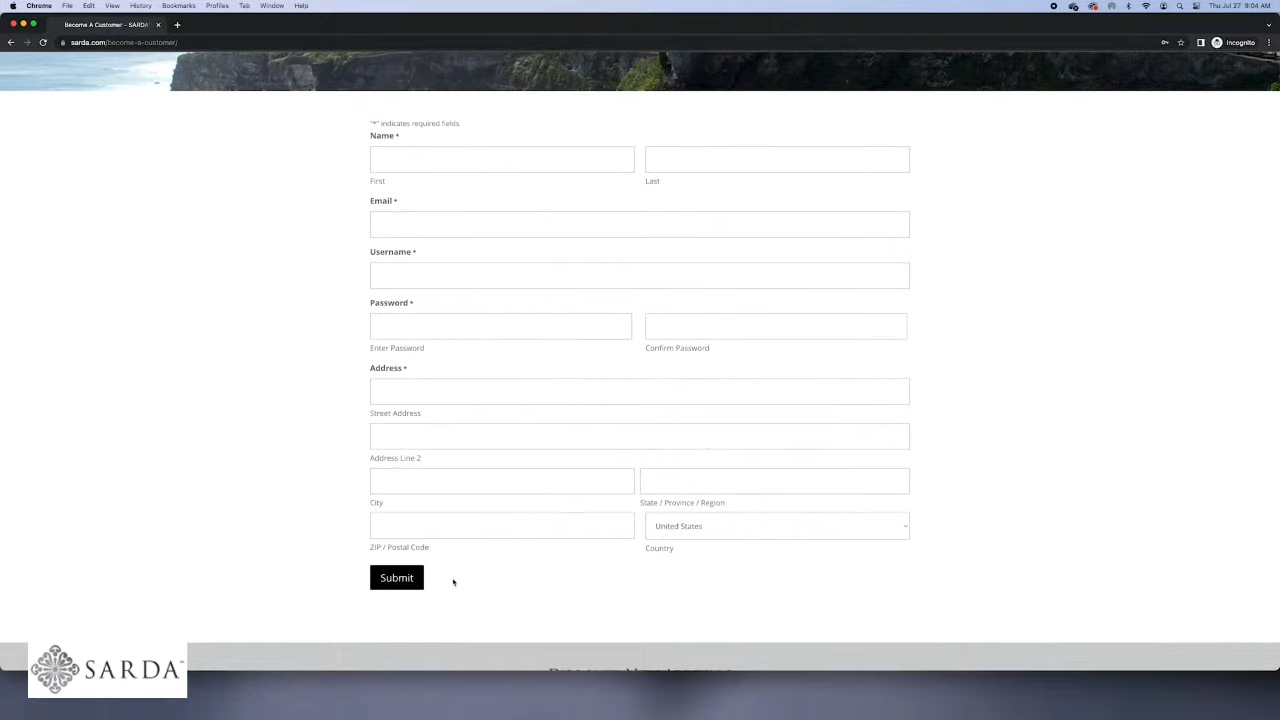 Chrome File Edit View History Bookmarks Profiles Tab Window Help Thu Jul 27 9:04 AM
Become A Customer - SARDA
sarda.com/become-a-customer/ Incognito
"*" indicates required fields
Name *
First Last
Email *
Username *
Password *
Enter Password Confirm Password
Address *
Street Address
Address Line 2
City State / Province / Region
United States
ZIP / Postal Code Country
Submit
SARDA™